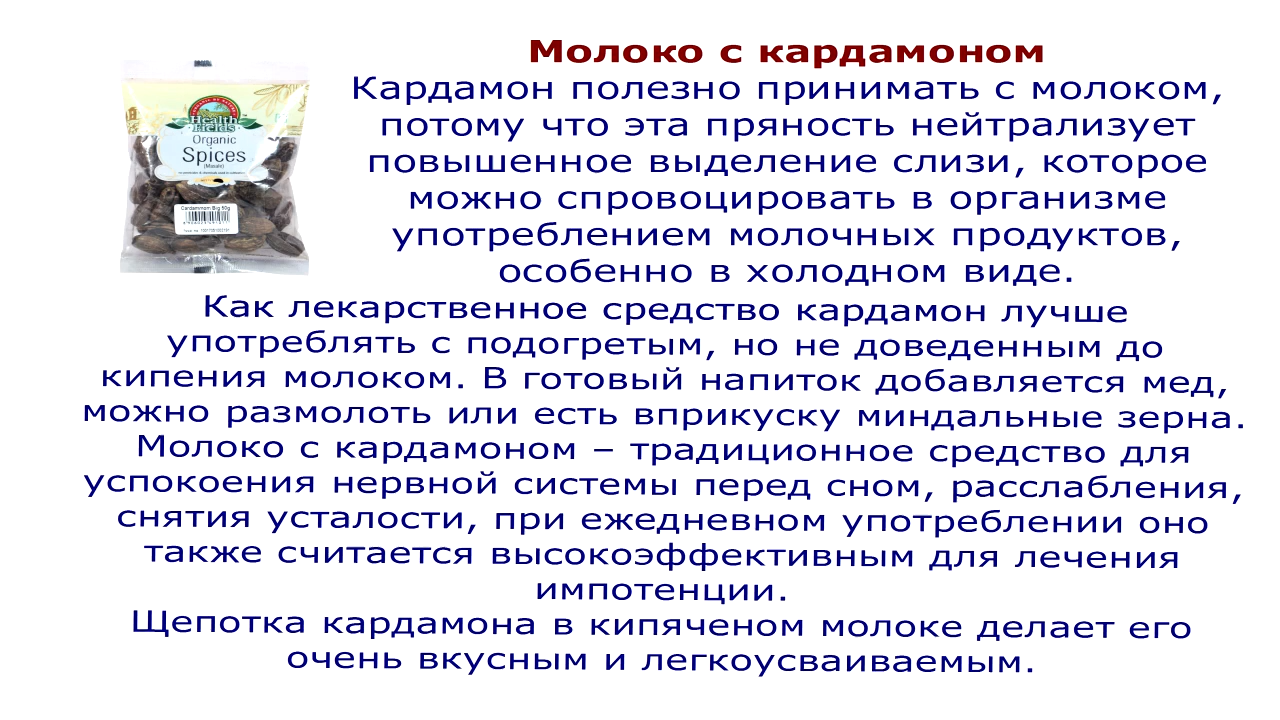 Молоко с кардамоном
Кардамон полезно принимать с молоком,
потому что эта пряность нейтрализует
повышенное выделение слизи, которое
можно спровоцировать в организме
употреблением молочных продуктов,
особенно в холодном виде.
Health
Fields
Organic
Spices
(Masale)
Cardammom Big 50g
Как лекарственное средство кардамон лучше
употреблять с подогретым, но не доведенным до
кипения молоком. В готовый напиток добавляется мед,
можно размолоть или есть вприкуску миндальные зерна.
Молоко с кардамоном – традиционное средство для
успокоения нервной системы перед сном, расслабления,
снятия усталости, при ежедневном употреблении оно
также считается высокоэффективным для лечения
импотенции.
Щепотка кардамона в кипяченом молоке делает его
очень вкусным и легкоусваиваемым.